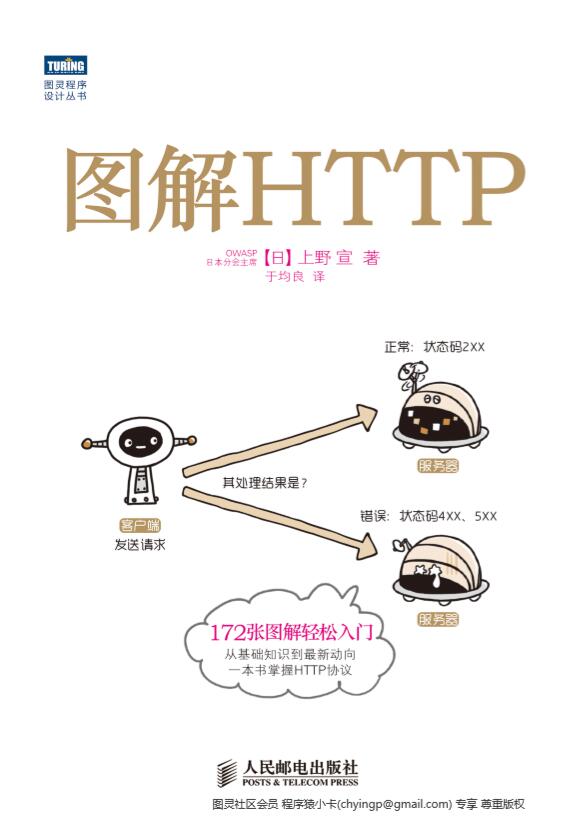 TURING
图灵程序
设计丛书
图解HTTP
OWASP
日本分会主席
【日】上野 宣 著
于均良 译
正常：状态码2XX
服务器
其处理结果是？
客户端
发送请求
错误：状态码4XX、5XX
服务器
172张图解轻松入门
从基础知识到最新动向
一本书掌握HTTP协议
人民邮电出版社
POSTS & TELECOM PRESS
图灵社区会员 程序猿小卡(chyingp@gmail.com) 专享 尊重版权